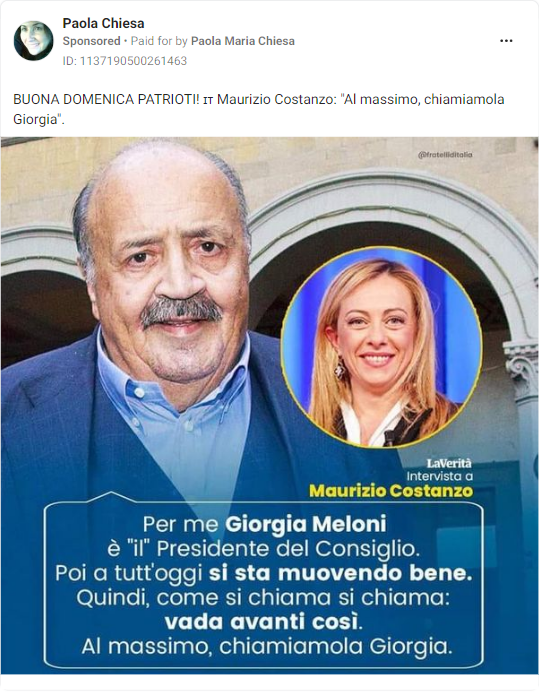 Paola Chiesa
Sponsored • Paid for by Paola Maria Chiesa
ID: 1137190500261463
BUONA DOMENICA PATRIOTI! ɪᴛ Maurizio Costanzo: "Al massimo, chiamiamola
Giorgia".
@fratelliditalia
LaVerità
Intervista a
Maurizio Costanzo
Per me Giorgia Meloni
è "il" Presidente del Consiglio.
Poi a tutt'oggi si sta muovendo bene.
Quindi, come si chiama si chiama:
vada avanti così.
Al massimo, chiamiamola Giorgia.